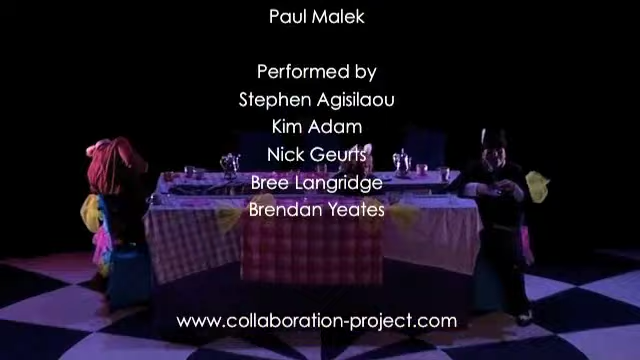 Paul Malek
Performed by
Stephen Agisilaou
Kim Adam
Nick Geurts
Bree Langridge
Brendan Yeates
www.collaboration-project.com